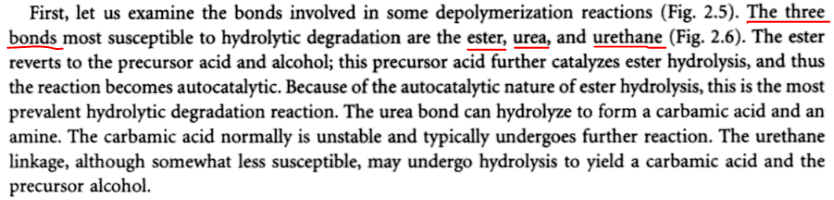 First, let us examine the bonds involved in some depolymerization reactions (Fig. 2.5). The three
bonds most susceptible to hydrolytic degradation are the ester, urea, and urethane (Fig. 2.6). The ester
reverts to the precursor acid and alcohol; this precursor acid further catalyzes ester hydrolysis, and thus
the reaction becomes autocatalytic. Because of the autocatalytic nature of ester hydrolysis, this is the most
prevalent hydrolytic degradation reaction. The urea bond can hydrolyze to form a carbamic acid and an
amine. The carbamic acid normally is unstable and typically undergoes further reaction. The urethane
linkage, although somewhat less susceptible, may undergo hydrolysis to yield a carbamic acid and the
precursor alcohol.